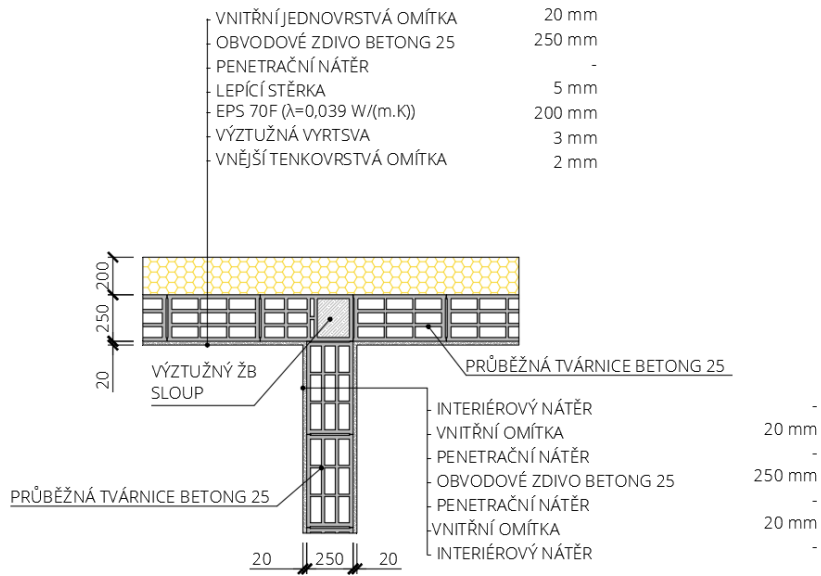 VNITŘNÍ JEDNOVRSTVÁ OMÍTKA 20 mm
OBVODOVÉ ZDIVO BETONG 25 250 mm
PENETRAČNÍ NÁTĚR -
LEPÍCÍ STĚRKA 5 mm
EPS 70F (λ=0,039 W/(m.K)) 200 mm
VÝZTUŽNÁ VYRTSVA 3 mm
VNĚJŠÍ TENKOVRSTVÁ OMÍTKA 2 mm
200
250
20
VÝZTUŽNÝ ŽB
SLOUP
PRŮBĚŽNÁ TVÁRNICE BETONG 25
INTERIÉROVÝ NÁTĚR -
VNITŘNÍ OMÍTKA 20 mm
PENETRAČNÍ NÁTĚR -
OBVODOVÉ ZDIVO BETONG 25 250 mm
PENETRAČNÍ NÁTĚR -
VNITŘNÍ OMÍTKA 20 mm
INTERIÉROVÝ NÁTĚR -
PRŮBĚŽNÁ TVÁRNICE BETONG 25
20 250 20